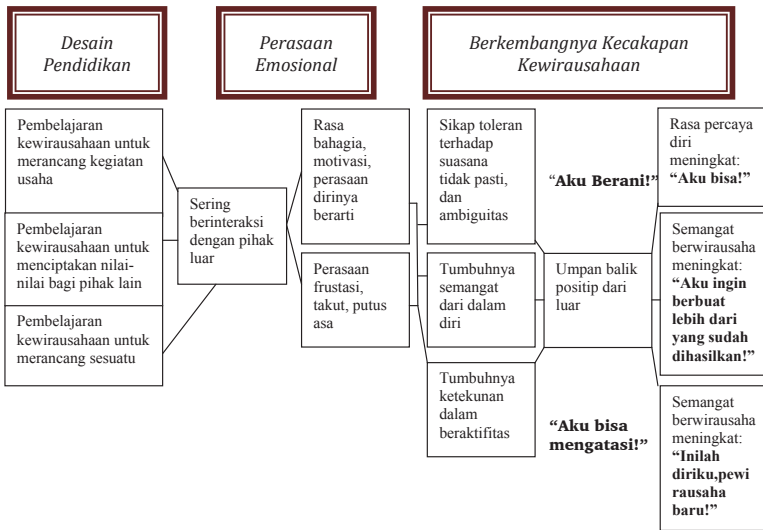 Desain
Pendidikan
Perasaan
Emosional
Berkembangnya Kecakapan
Kewirausahaan
Pembelajaran
kewirausahaan untuk
merancang kegiatan
usaha
Pembelajaran
kewirausahaan untuk
menciptakan nilai-
nilai bagi pihak lain
Pembelajaran
kewirausahaan untuk
merancang sesuatu
Sering
berinteraksi
dengan pihak
luar
Rasa
bahagia,
motivasi,
perasaan
dirinya
berarti
Perasaan
frustasi,
takut, putus
asa
Sikap toleran
terhadap
suasana
tidak pasti,
dan
ambiguitas
Tumbuhnya
semangat
dari dalam
diri
Tumbuhnya
ketekunan
dalam
beraktifitas
“Aku Berani!”
Umpan balik
positip dari
luar
“Aku bisa
mengatasi!”
Rasa percaya
diri
meningkat:
“Aku bisa!”
Semangat
berwirausaha
meningkat:
“Aku ingin
berbuat
lebih dari
yang sudah
dihasilkan!”
Semangat
berwirausaha
meningkat:
“Inilah
diriku,pewi
rausaha
baru!”